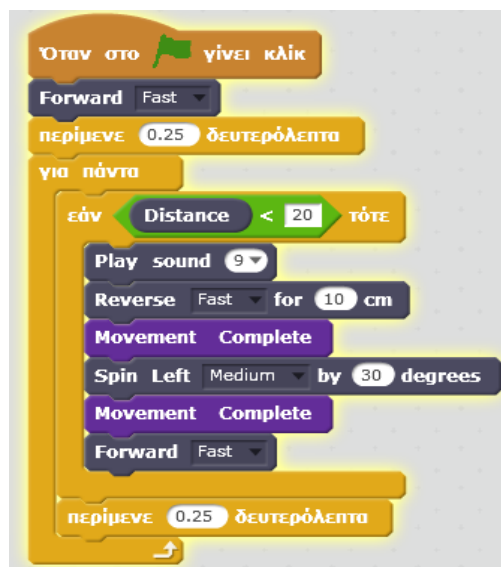 Όταν στο γίνει κλικ
Forward Fast
περίμενε 0.25 δευτερόλεπτα
για πάντα
εάν Distance < 20 τότε
Play sound 9
Reverse Fast for 10 cm
Movement Complete
Spin Left Medium by 30 degrees
Movement Complete
Forward Fast
περίμενε 0.25 δευτερόλεπτα